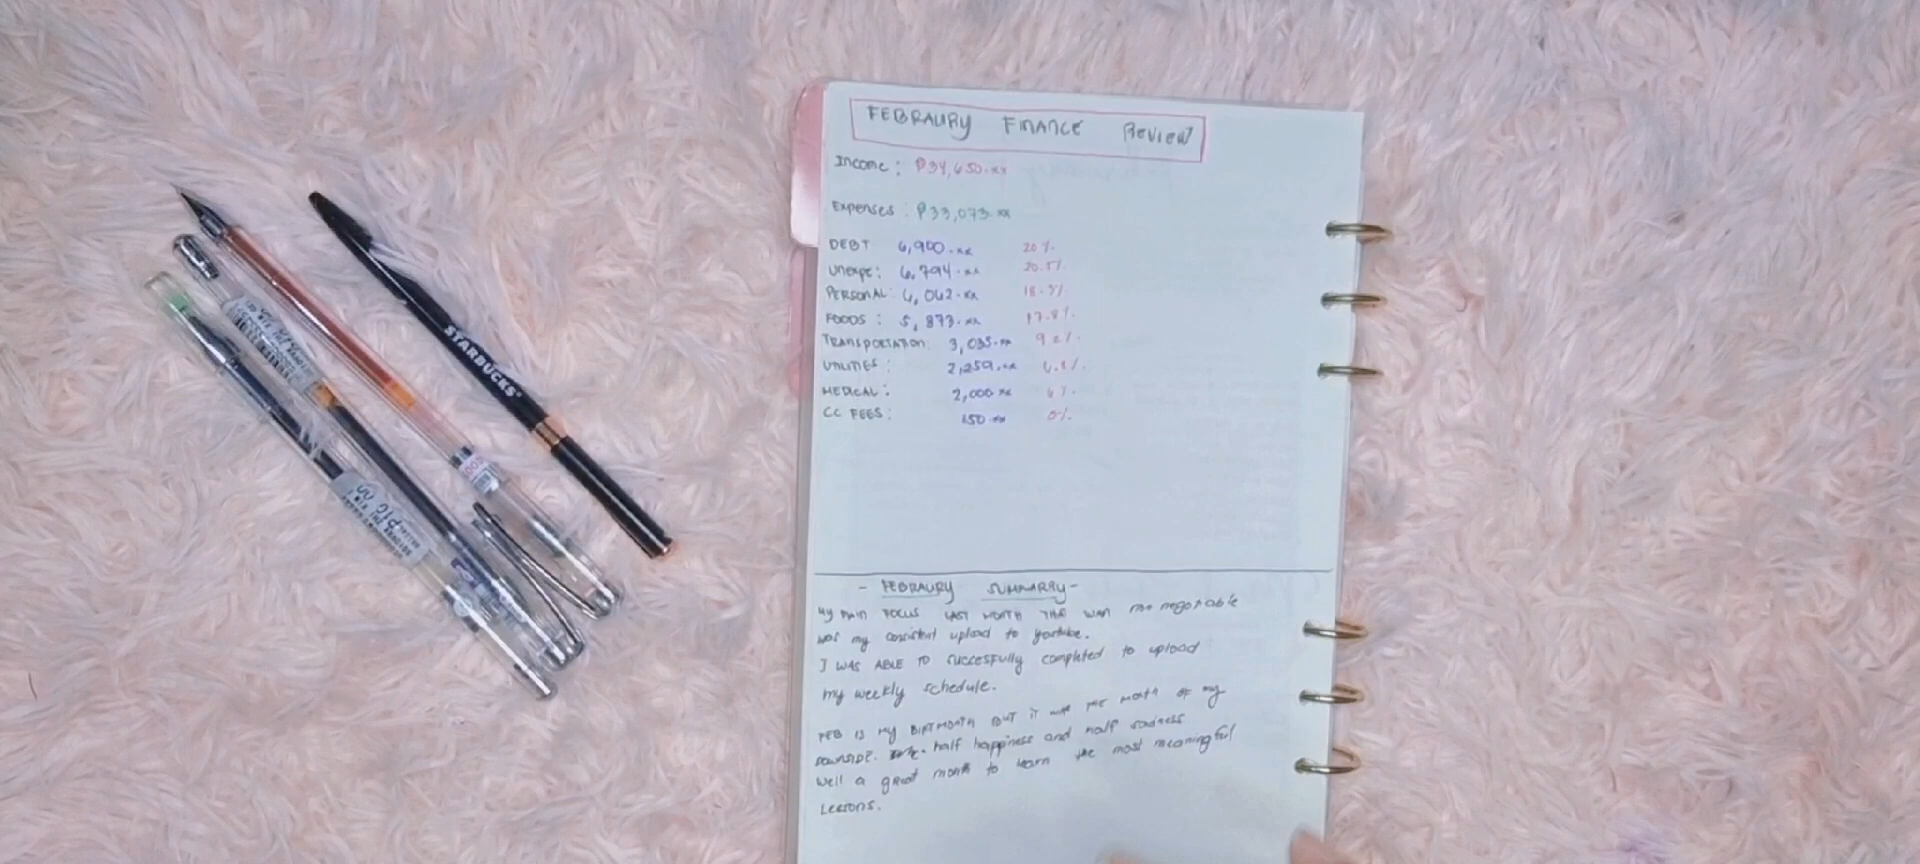 FEBRAURY FINANCE REVIEW
Income: ₱34,650.xx
Expenses: ₱33,073.xx
DEBT 6,900.xx 20%
Unexpe: 6,794.xx 20.5%
PERSONAL: 6,062.xx 18.3%
FOODS: 5,873.xx 17.8%
TRANSPORTATION: 3,035.xx 9.2%
UTILITIES: 2,259.xx 6.8%
MEDICAL: 2,000.xx 6%
CC FEES: 150.xx 0%
- FEBRAURY SUMMARRY -
My MAIN FOCUS LAST MONTH THE non negotiable
was my consistent upload to youtube.
I WAS ABLE TO succesfully completed to upload
my weekly schedule.
FEB IS MY BIRTMONTH BUT it was THE month OF my
DOWNSIDE. half happiness and half sadness
well a great month to learn the most meaningful
Lessons.
STARBUCKS